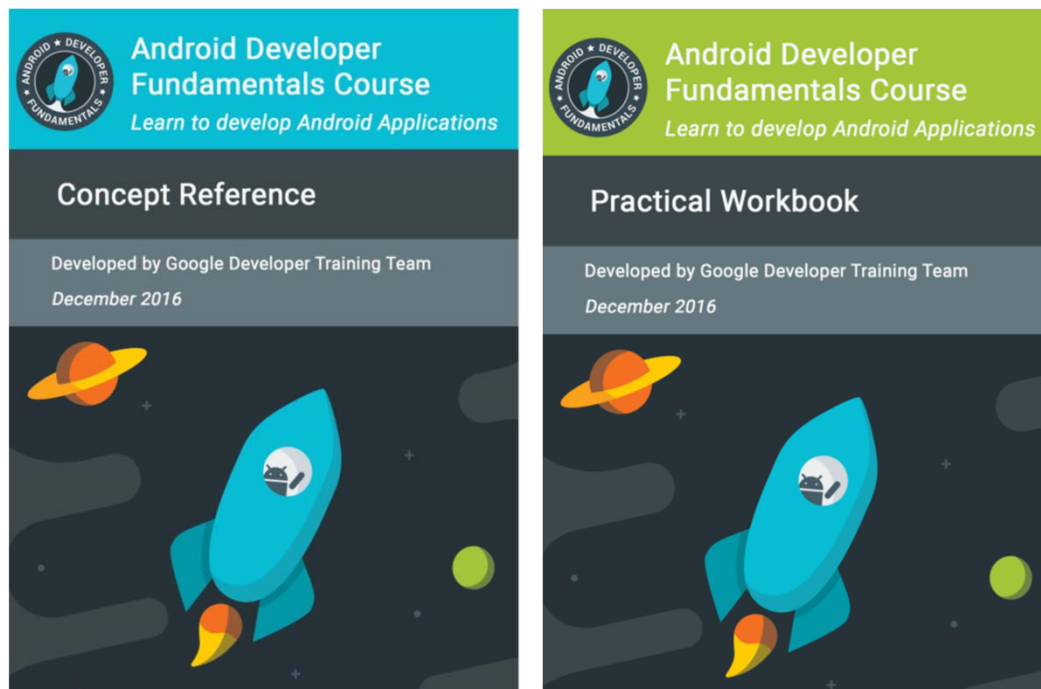 ANDROID ★ DEVELOPER ★ FUNDAMENTALS ★
Android Developer
Fundamentals Course
Learn to develop Android Applications
Concept Reference
Developed by Google Developer Training Team
December 2016
ANDROID ★ DEVELOPER ★ FUNDAMENTALS ★
Android Developer
Fundamentals Course
Learn to develop Android Applications
Practical Workbook
Developed by Google Developer Training Team
December 2016